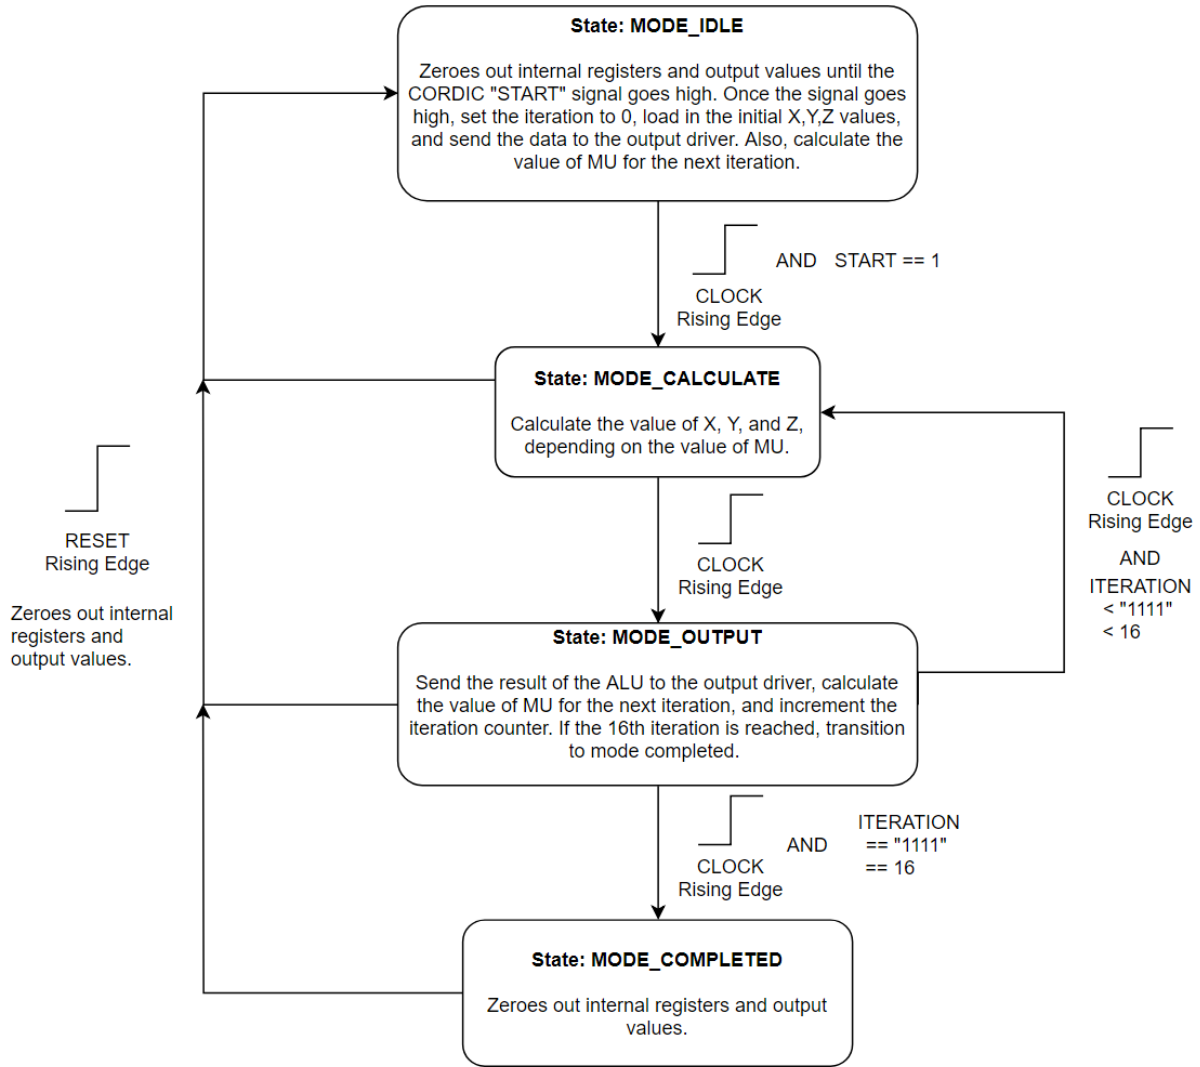 State: MODE_IDLE
Zeroes out internal registers and output values until the
CORDIC "START" signal goes high. Once the signal goes
high, set the iteration to 0, load in the initial X,Y,Z values,
and send the data to the output driver. Also, calculate the
value of MU for the next iteration.
AND START == 1
CLOCK
Rising Edge
State: MODE_CALCULATE
Calculate the value of X, Y, and Z,
depending on the value of MU.
CLOCK
Rising Edge
AND
ITERATION
< "1111"
< 16
RESET
Rising Edge
Zeroes out internal
registers and
output values.
CLOCK
Rising Edge
State: MODE_OUTPUT
Send the result of the ALU to the output driver, calculate
the value of MU for the next iteration, and increment the
iteration counter. If the 16th iteration is reached, transition
to mode completed.
CLOCK
Rising Edge
AND
ITERATION
== "1111"
== 16
State: MODE_COMPLETED
Zeroes out internal registers and output
values.